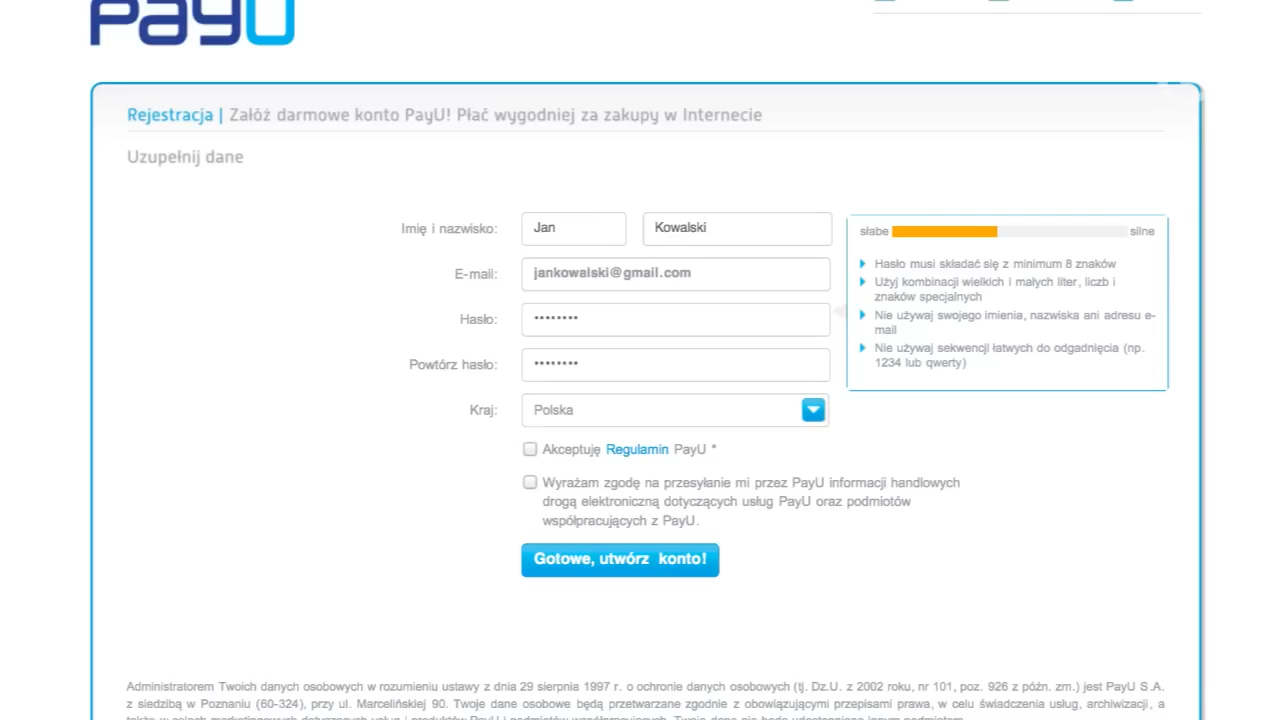 PayU
Rejestracja | Załóż darmowe konto PayU! Płać wygodniej za zakupy w Internecie
Uzupełnij dane
Imię i nazwisko: Jan Kowalski
E-mail: jankowalski@gmail.com
Hasło: ••••••••
Powtórz hasło: ••••••••
Kraj: Polska
słabe silne
Hasło musi składać się z minimum 8 znaków
Użyj kombinacji wielkich i małych liter, liczb i
znaków specjalnych
Nie używaj swojego imienia, nazwiska ani adresu e-
mail
Nie używaj sekwencji łatwych do odgadnięcia (np.
1234 lub qwerty)
Akceptuję Regulamin PayU *
Wyrażam zgodę na przesyłanie mi przez PayU informacji handlowych
drogą elektroniczną dotyczących usług PayU oraz podmiotów
współpracujących z PayU.
Gotowe, utwórz konto!
Administratorem Twoich danych osobowych w rozumieniu ustawy z dnia 29 sierpnia 1997 r. o ochronie danych osobowych (tj. Dz.U. z 2002 roku, nr 101, poz. 926 z późn. zm.) jest PayU S.A.
z siedzibą w Poznaniu (60-324), przy ul. Marcelińskiej 90. Twoje dane osobowe będą przetwarzane zgodnie z obowiązującymi przepisami prawa, w celu świadczenia usług, archiwizacji, a